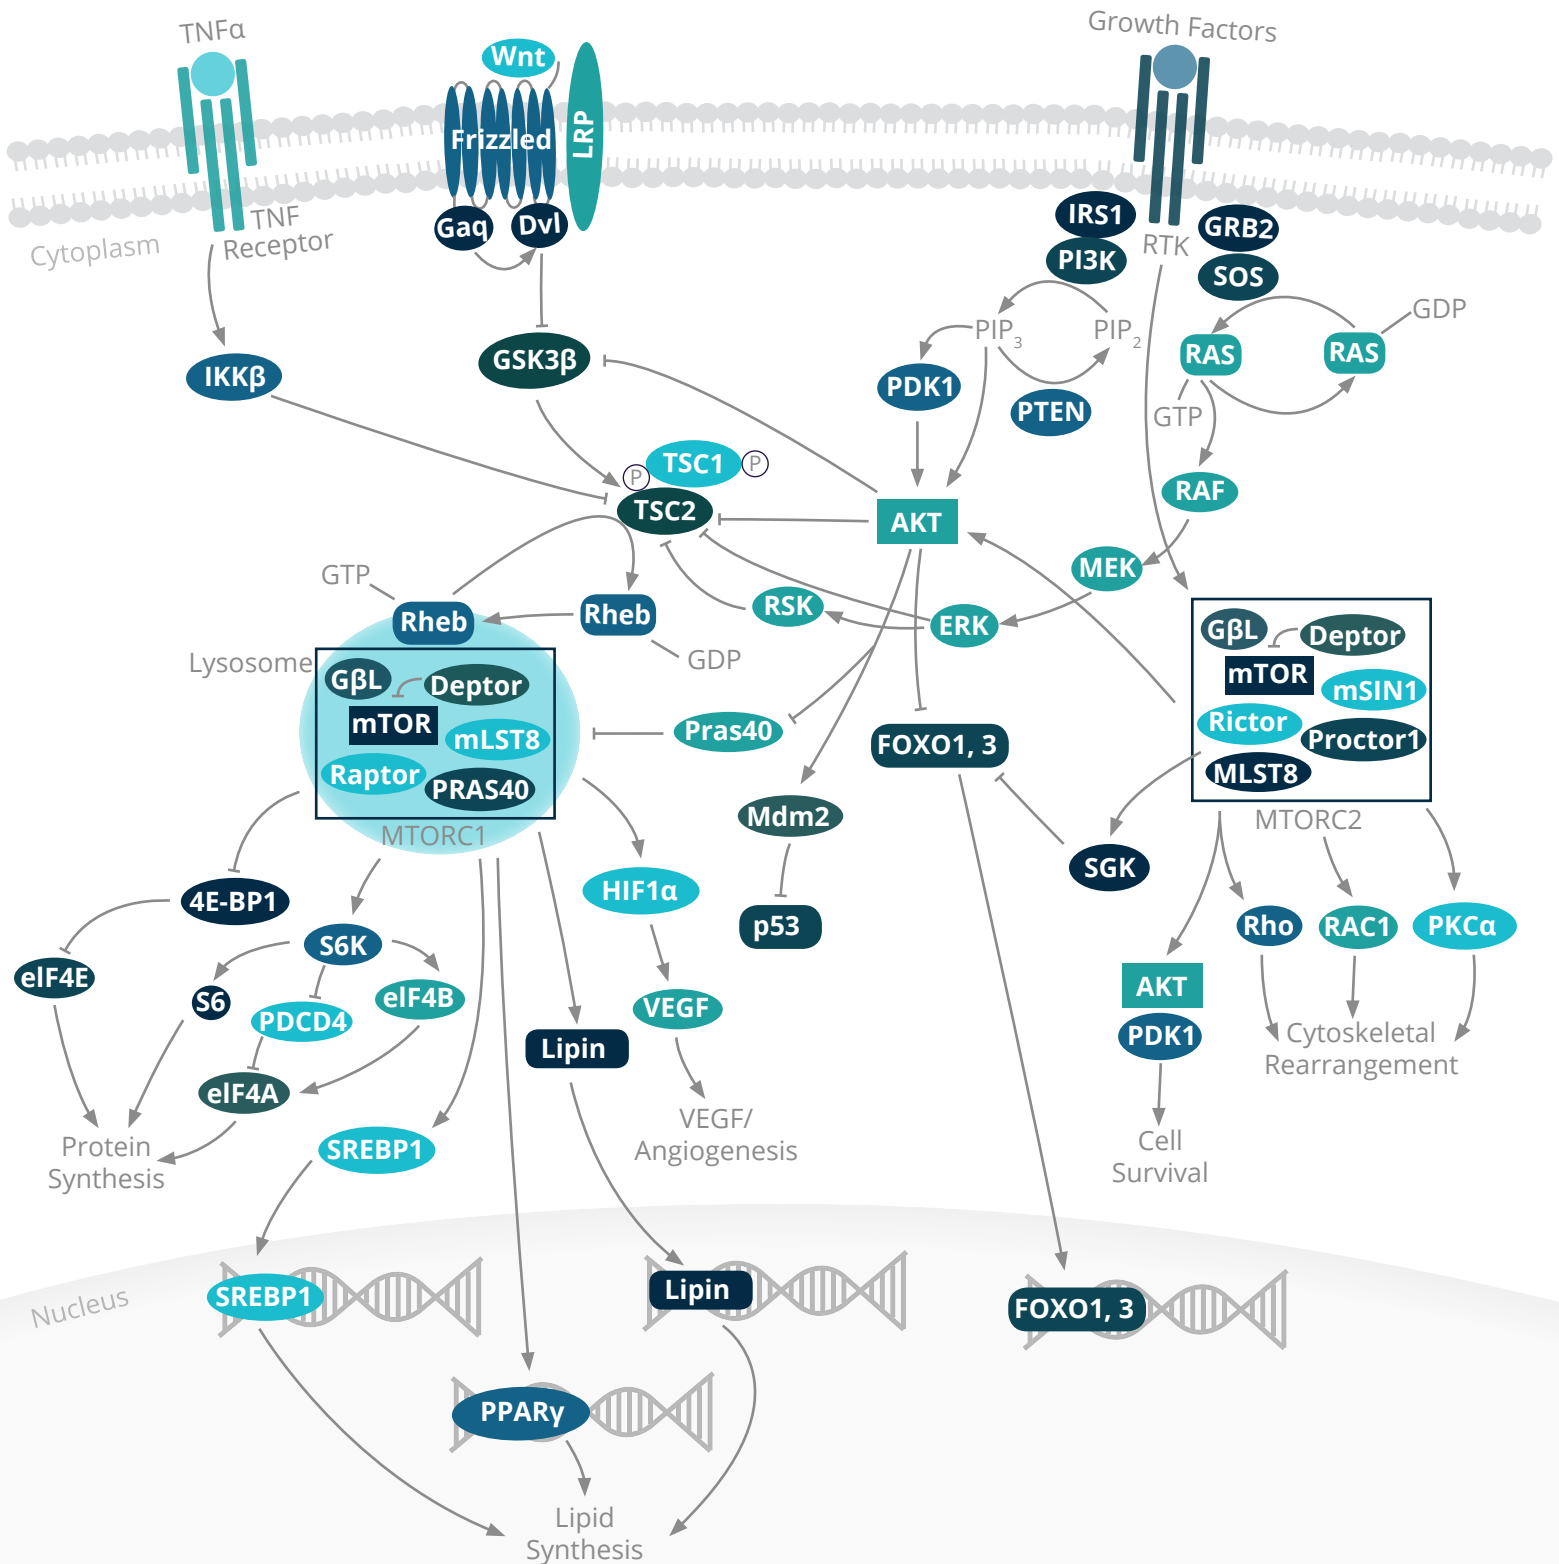 TNFα
Growth Factors
Wnt
Frizzled
LRP
Gaq
Dvl
TNF
Receptor
Cytoplasm
IRS1
PI3K
RTK
GRB2
SOS
PIP3
PIP2
GDP
RAS
RAS
GTP
PDK1
PTEN
IKKβ
GSK3β
TSC1
P
P
TSC2
AKT
RAF
MEK
RSK
ERK
GTP
Rheb
Rheb
GDP
Lysosome
GβL
Deptor
mTOR
mLST8
Raptor
PRAS40
MTORC1
Pras40
FOXO1, 3
GβL
Deptor
mTOR
mSIN1
Rictor
Proctor1
MLST8
MTORC2
Mdm2
p53
SGK
4E-BP1
HIF1α
S6K
elF4E
S6
PDCD4
elF4B
elF4A
VEGF
Lipin
Rho
RAC1
PKCα
AKT
PDK1
Cytoskeletal
Rearrangement
Protein
Synthesis
SREBP1
VEGF/
Angiogenesis
Cell
Survival
Nucleus
SREBP1
Lipin
FOXO1, 3
PPARγ
Lipid
Synthesis